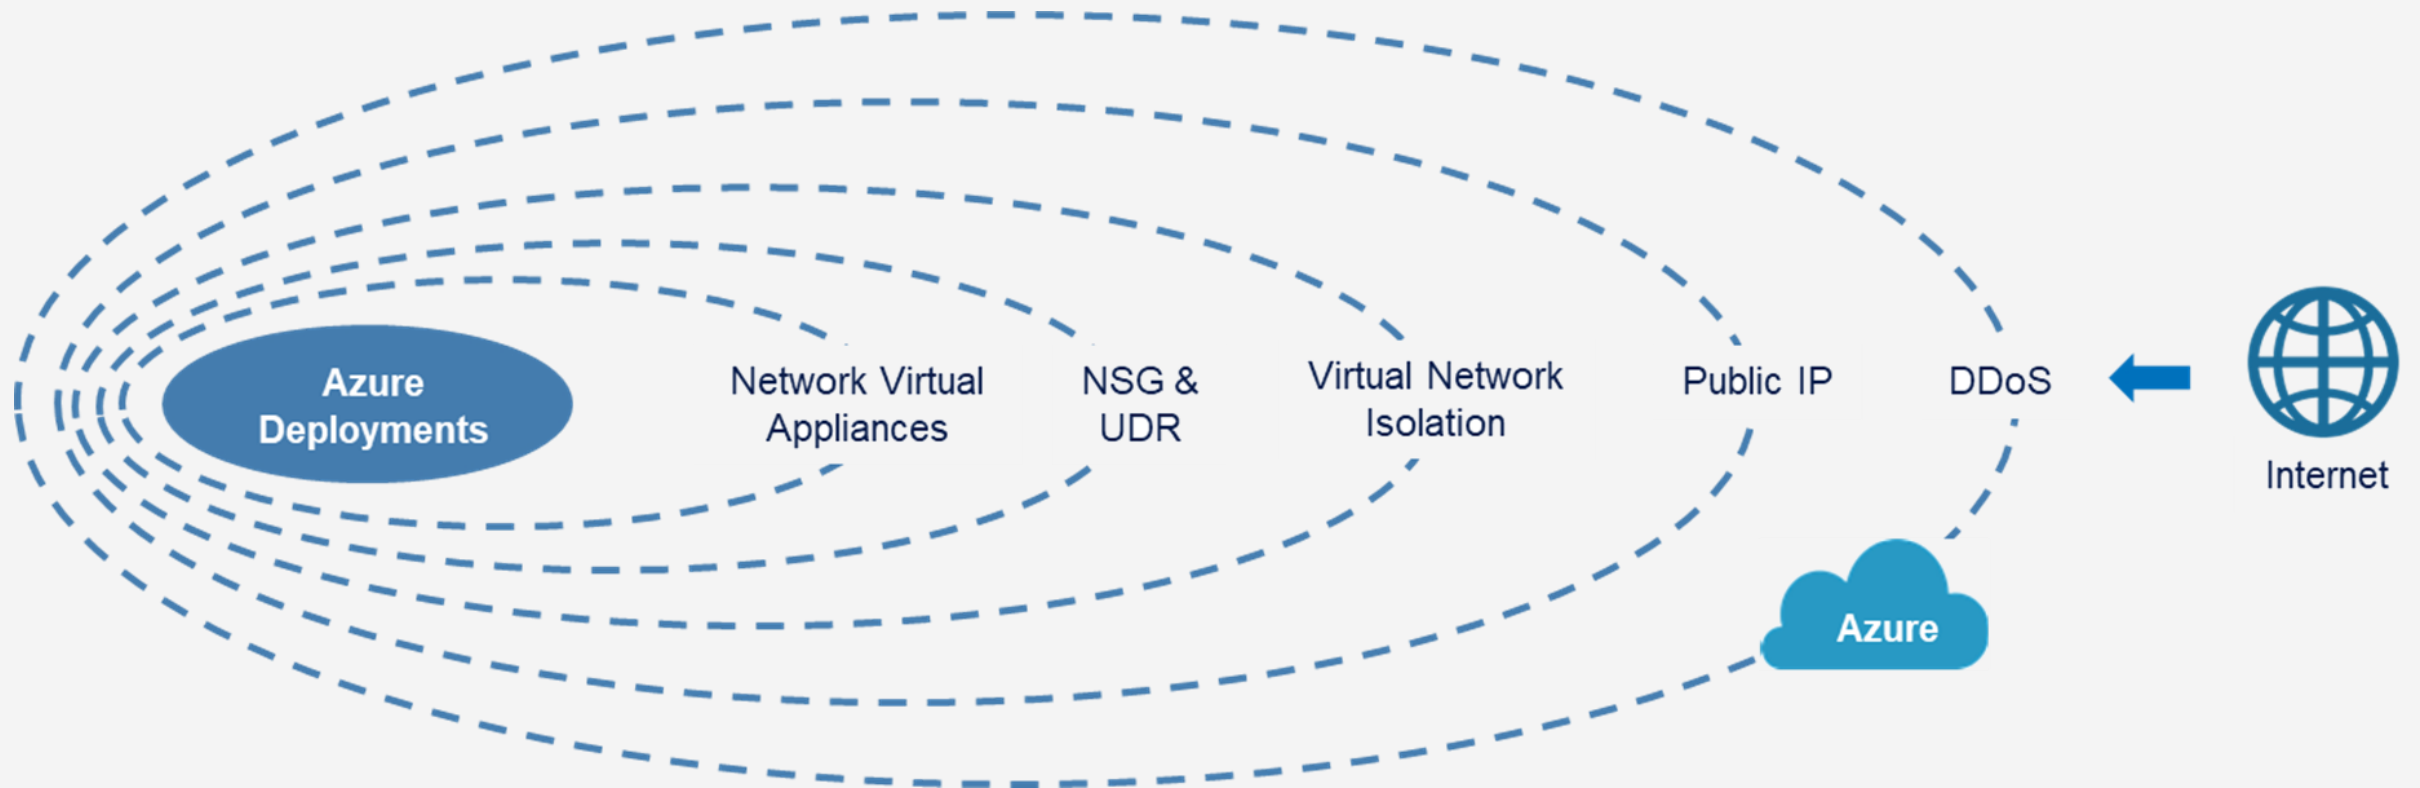 Azure
Deployments
Network Virtual
Appliances
NSG &
UDR
Virtual Network
Isolation
Public IP
DDoS
Internet
Azure